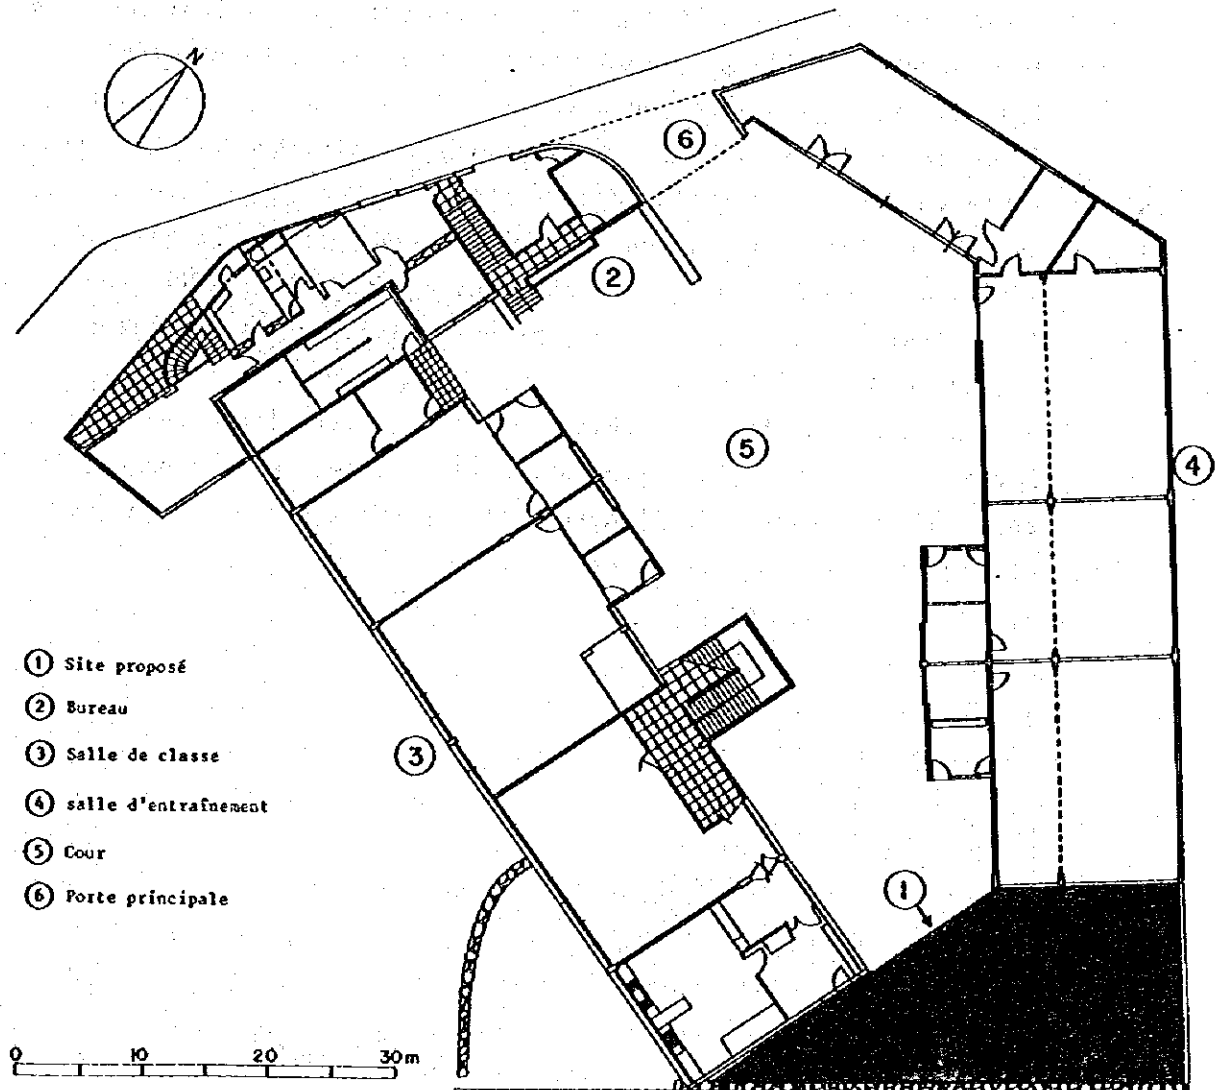 N
6
2
5
4
① Site proposé
② Bureau
③ Salle de classe
④ salle d'entraînement
⑤ Cour
⑥ Porte principale
3
1
0 10 20 30m